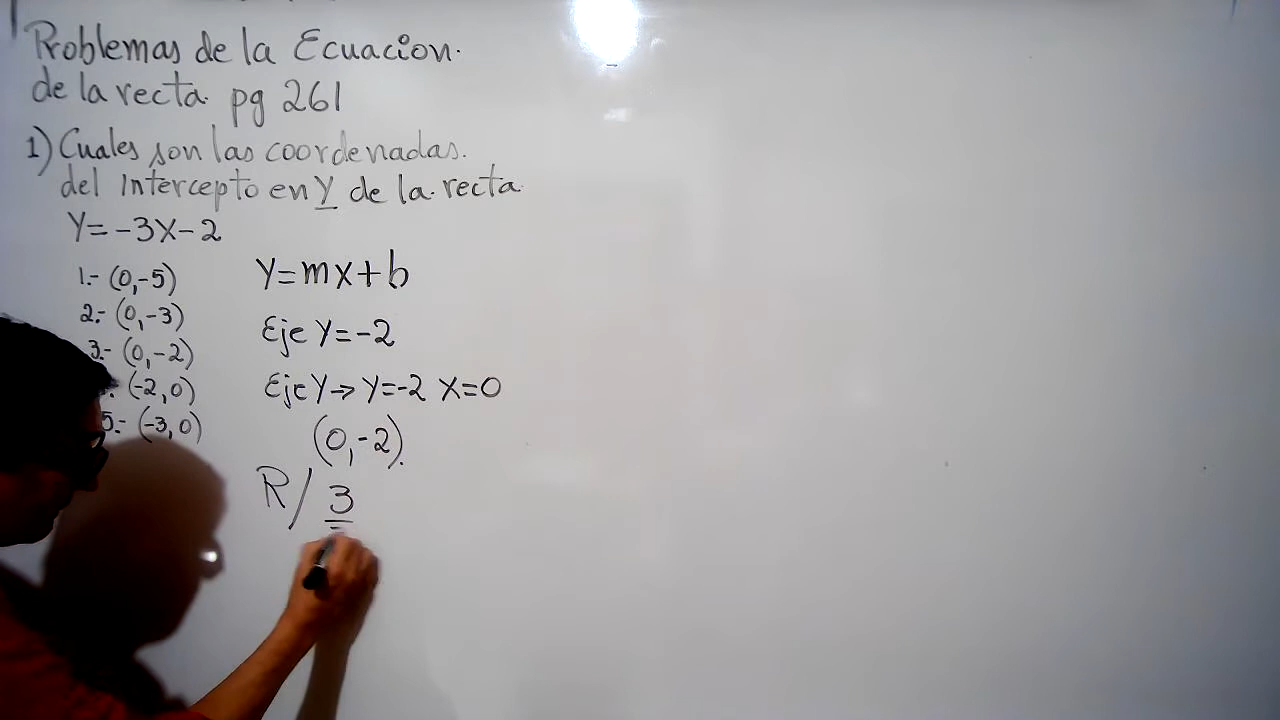 Problemas de la Ecuacion.
de la recta. pg 261
1) Cuales son las coordenadas.
del Intercepto en Y de la recta
Y=-3X-2
1.- (0,-5)
2.- (0,-3)
3.- (0,-2)
(-2,0)
5.- (-3,0)
Y=mx+b
Eje Y=-2
Eje Y→ Y=-2 X=0
(0,-2).
R/ 3